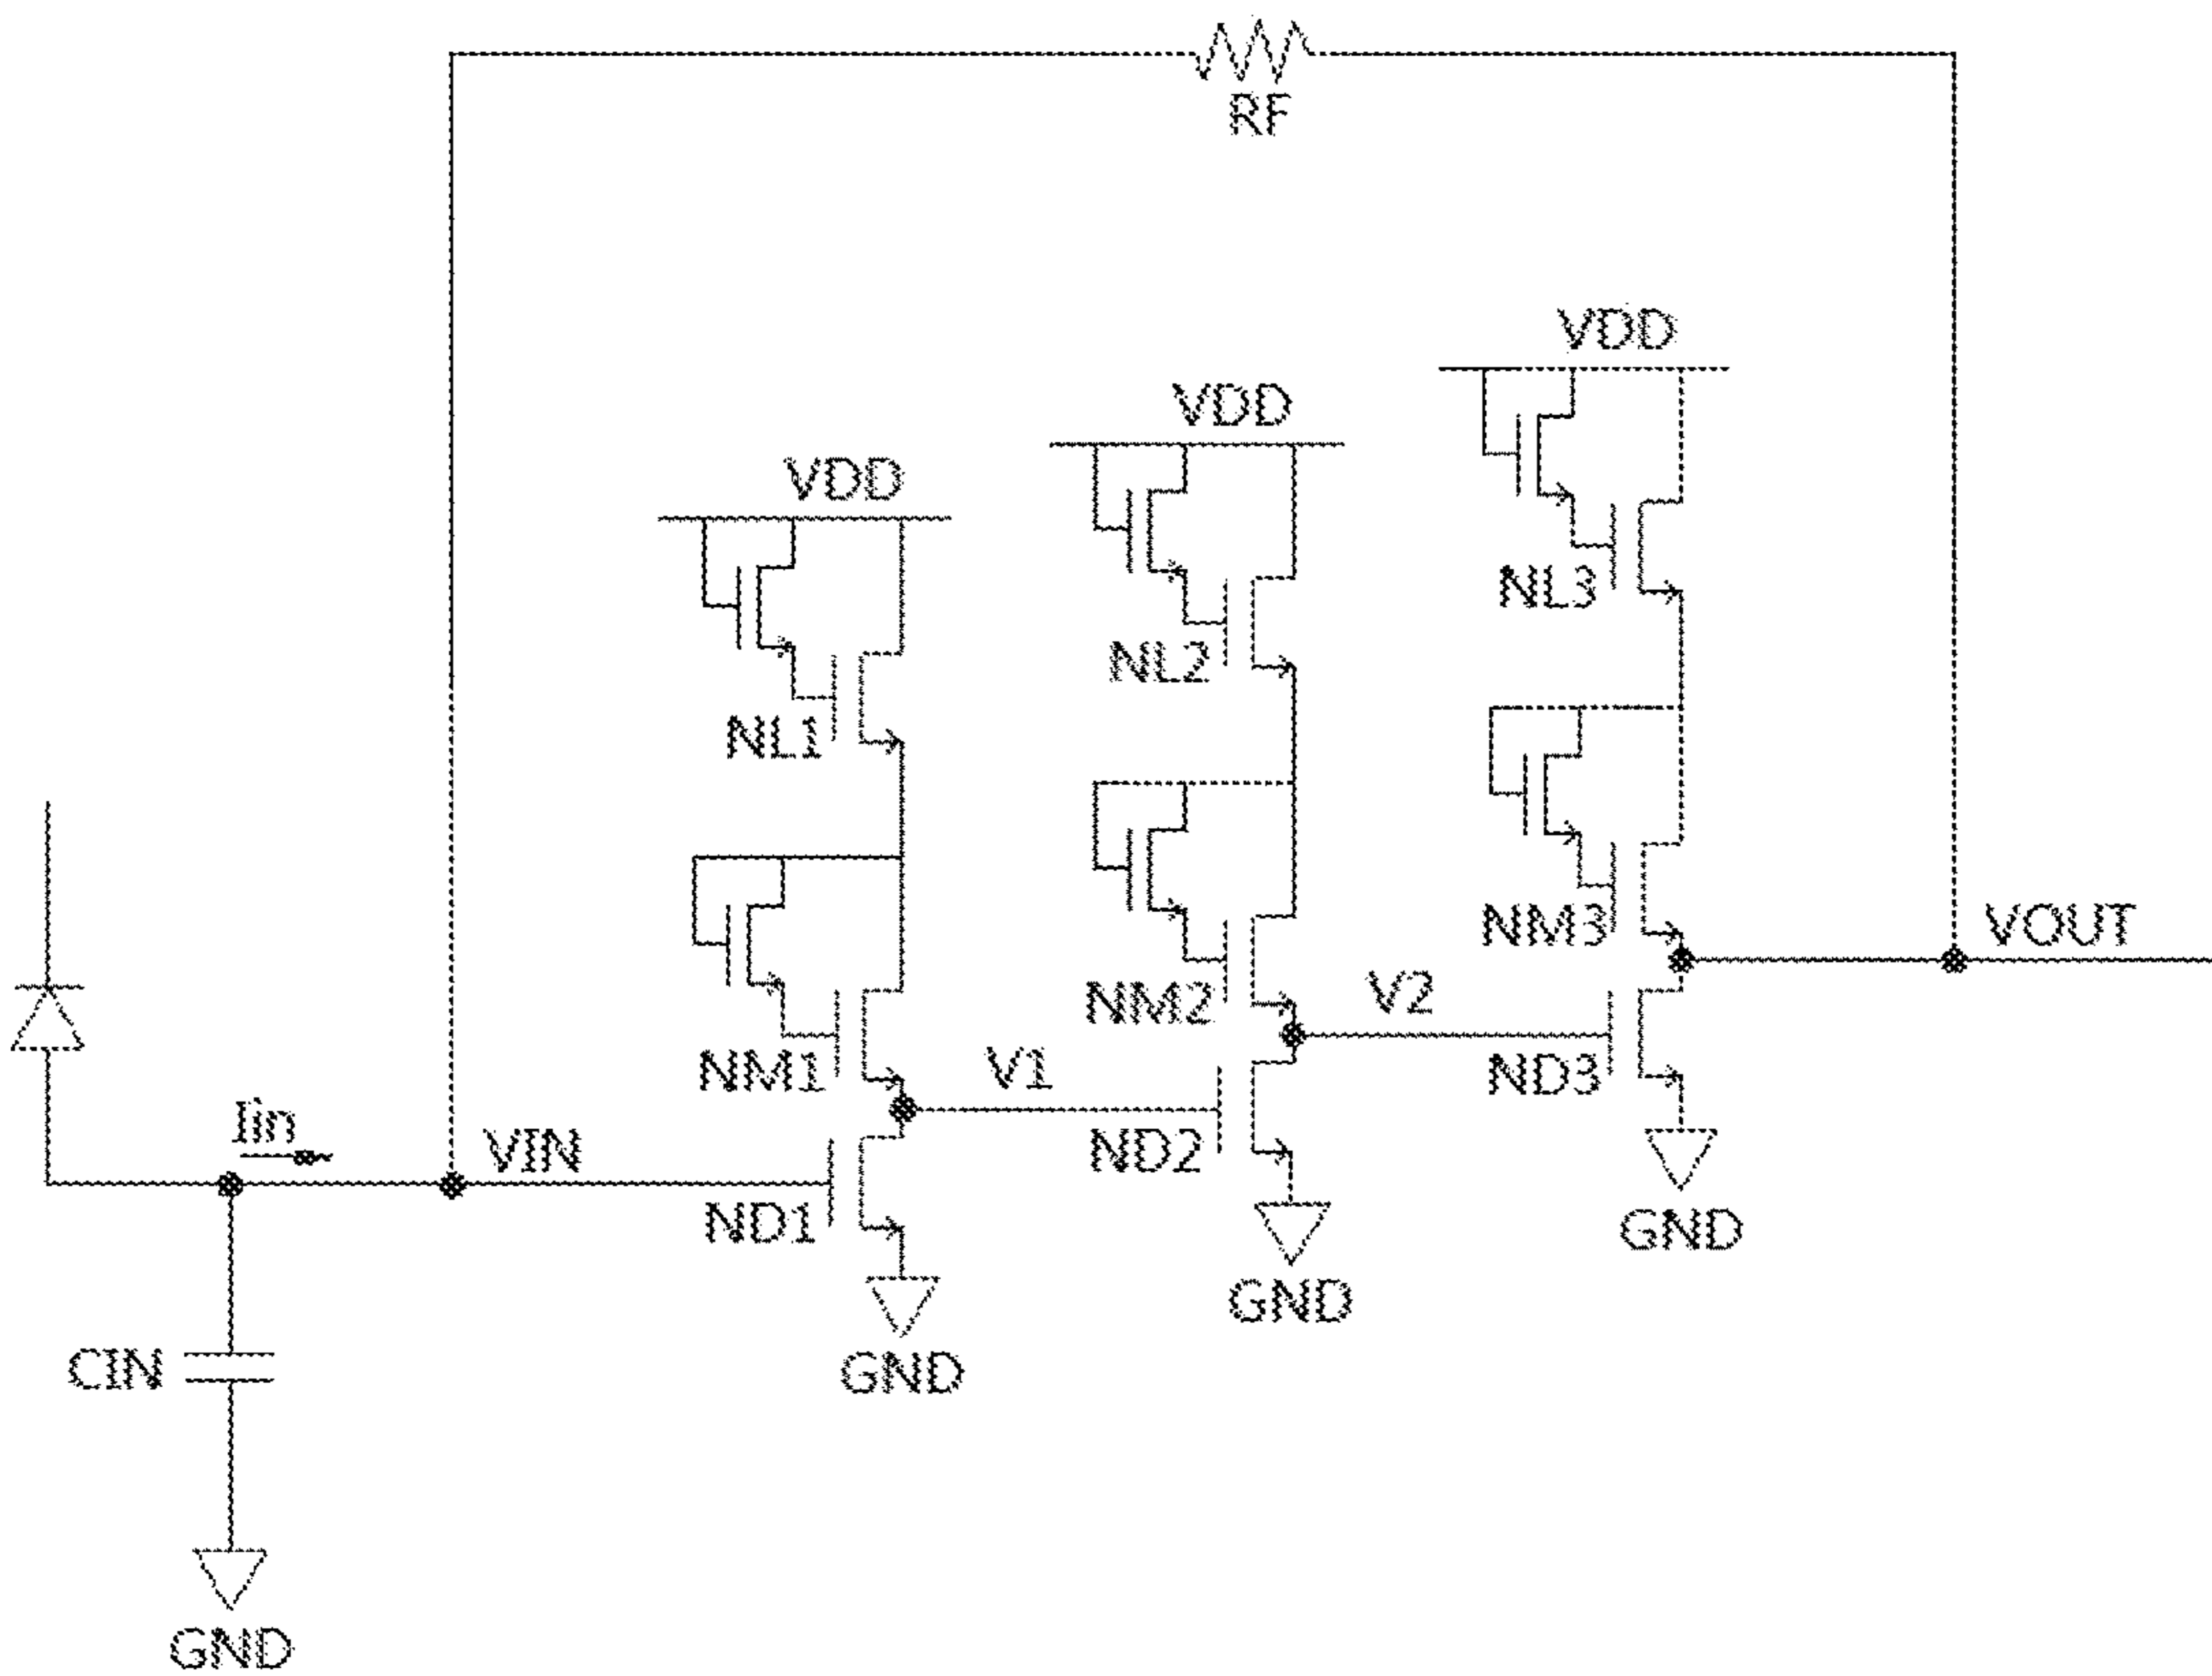 RF
VDD
VDD
VDD
NL3
NL2
NL1
NM3
VOUT
NM2
V2
NM1
V1
ND3
Iin
VIN
ND2
ND1
GND
GND
CIN
GND
GND